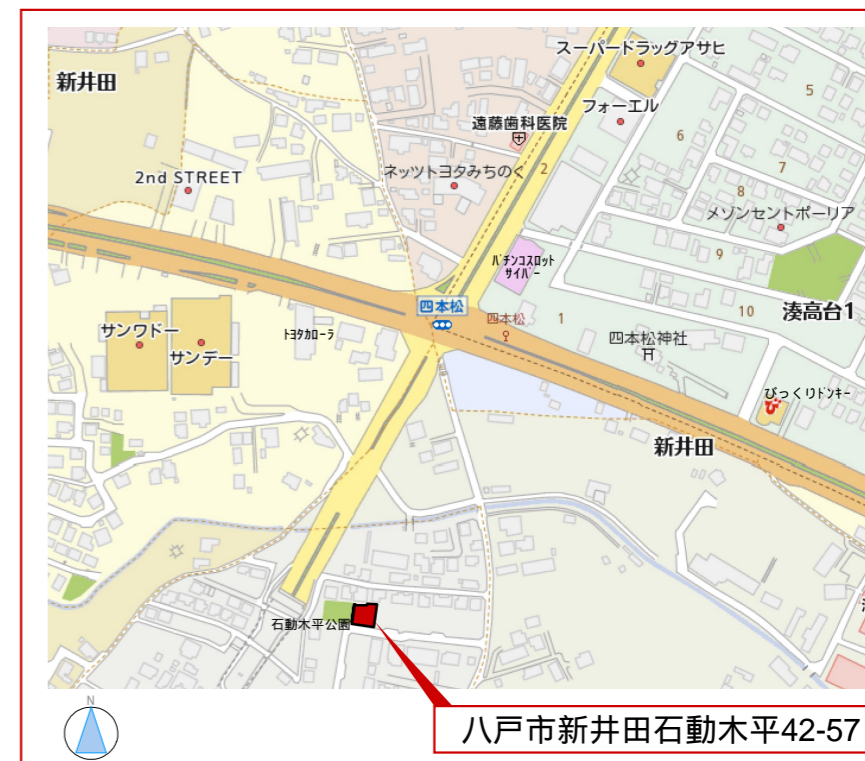 スーパードラッグアサヒ
新井田
フォーエル
5
遠藤歯科医院
6
2nd STREET
ネッツトヨタみちのく
2
7
8
メゾンセントポーリア
パチンコスロット
サイバー
9
四本松
四本松
1
10
湊高台1
サンワドー
サンデー
トヨタカローラ
四本松神社
びっくりドンキー
新井田
石動木平公園
N
八戸市新井田石動木平42-57